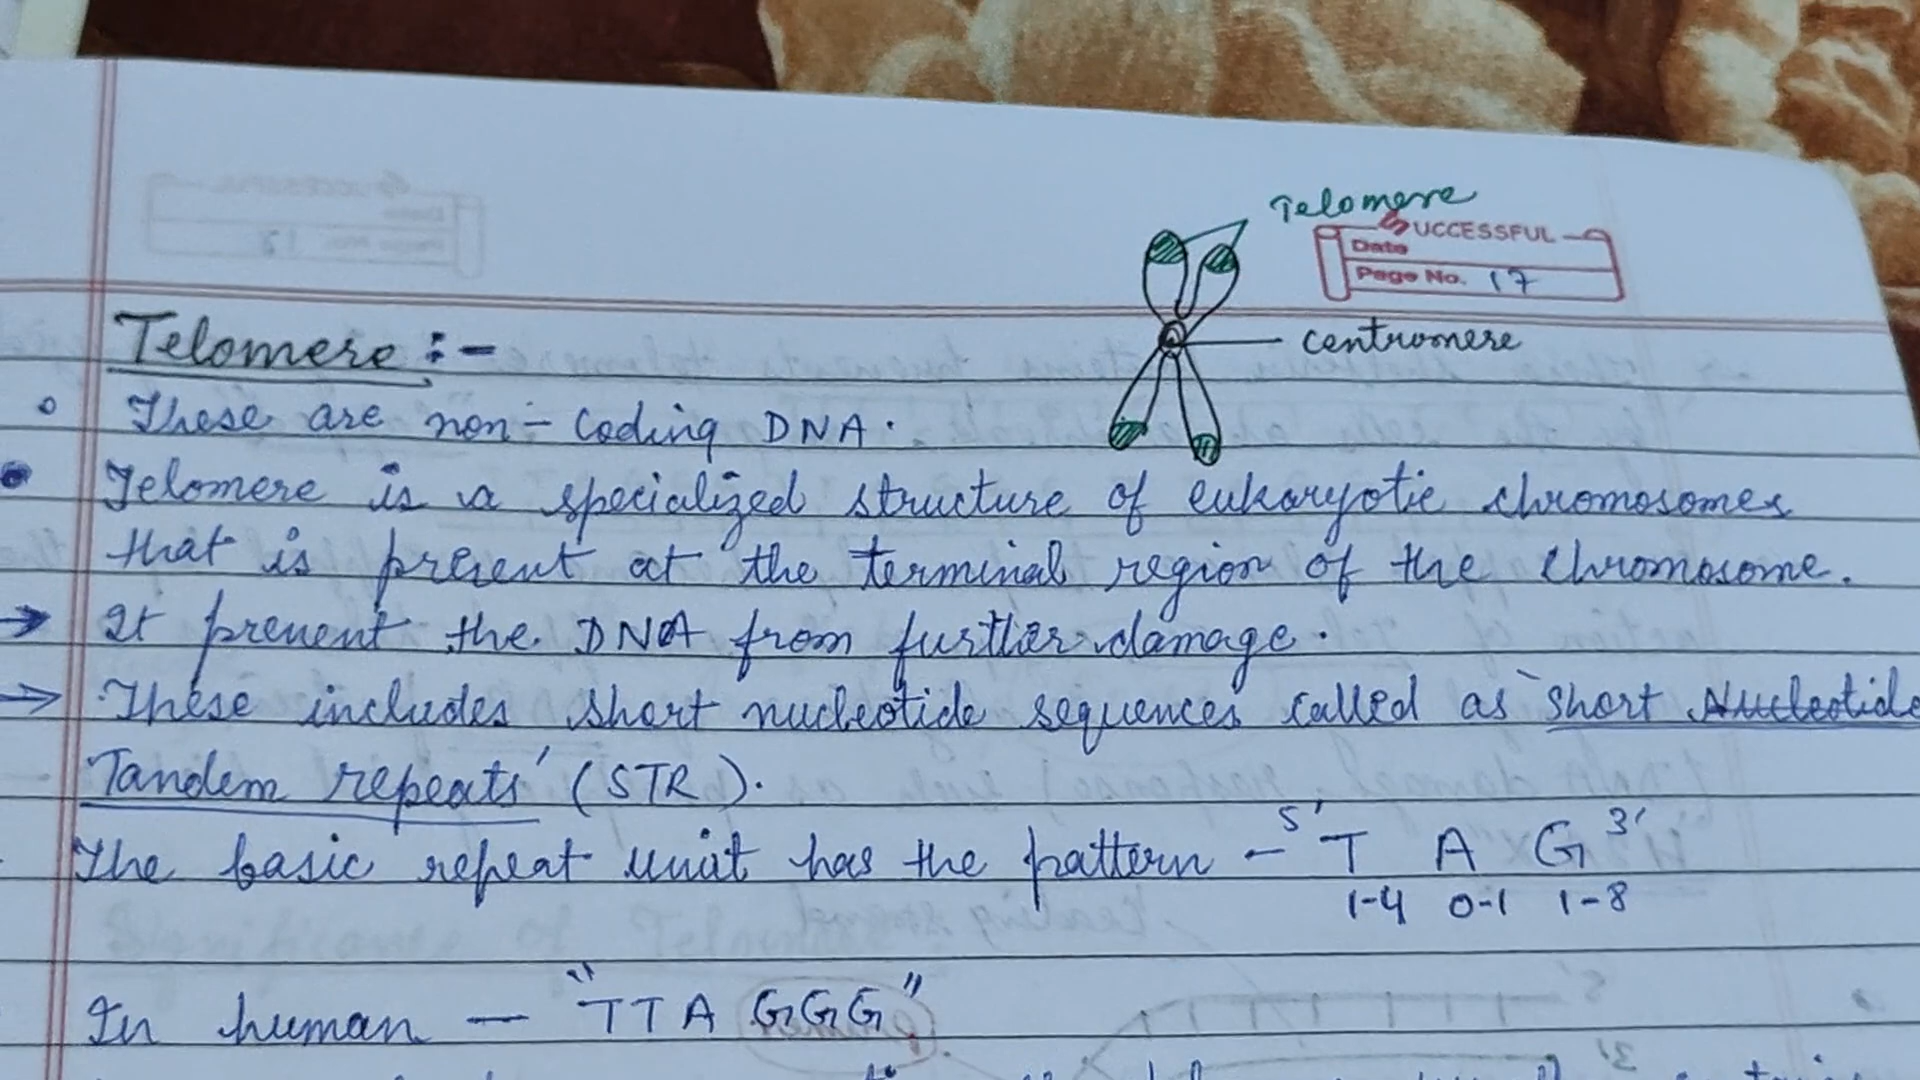 Telomere
SUCCESSFUL
Date
Page No. 17
centromere
Telomere :-
These are non-coding DNA.
Telomere is a specialized structure of eukaryotic chromosomes
that is present at the terminal region of the chromosome.
→ It prevent the DNA from further damage.
⇒ These includes short nucleotide sequences called as 'Short Nucleotide
Tandem repeats' (STR).
The basic repeat unit has the pattern - 5' T A G 3'
1-4 0-1 1-8
In human — "TTA GGG"